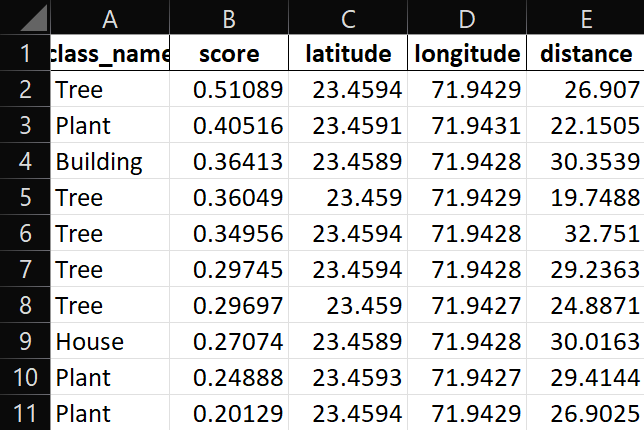 A B C D E
1 class_name score latitude longitude distance
2 Tree 0.51089 23.4594 71.9429 26.907
3 Plant 0.40516 23.4591 71.9431 22.1505
4 Building 0.36413 23.4589 71.9428 30.3539
5 Tree 0.36049 23.459 71.9429 19.7488
6 Tree 0.34956 23.4594 71.9428 32.751
7 Tree 0.29745 23.4594 71.9428 29.2363
8 Tree 0.29697 23.459 71.9427 24.8871
9 House 0.27074 23.4589 71.9428 30.0163
10 Plant 0.24888 23.4593 71.9427 29.4144
11 Plant 0.20129 23.4594 71.9429 26.9025